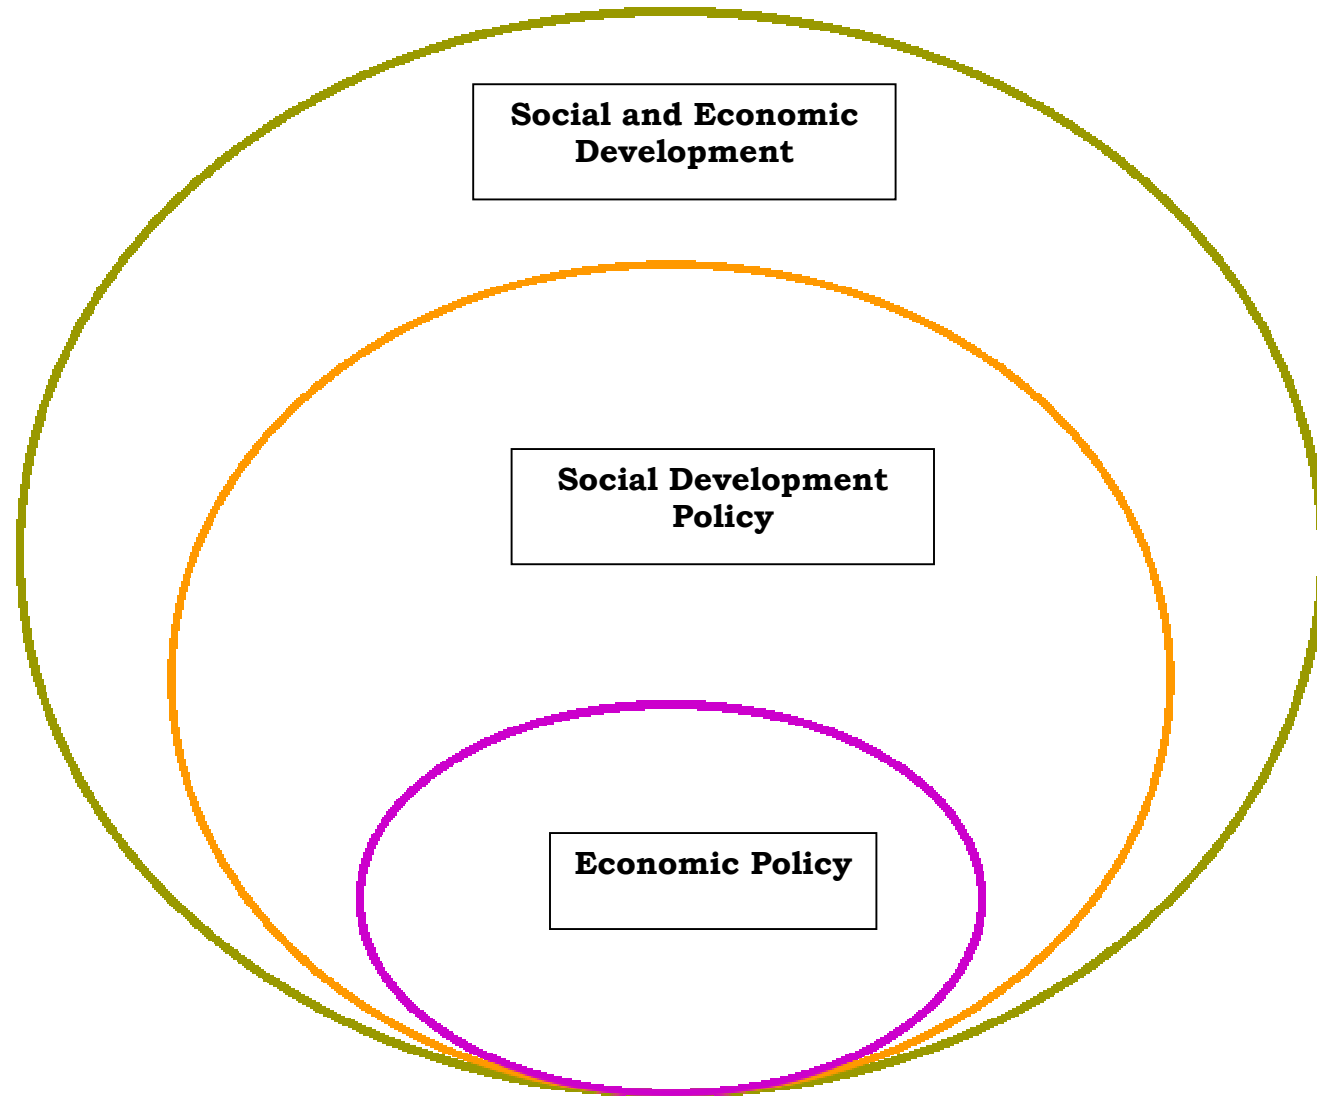 Social and Economic
Development
Social Development
Policy
Economic Policy